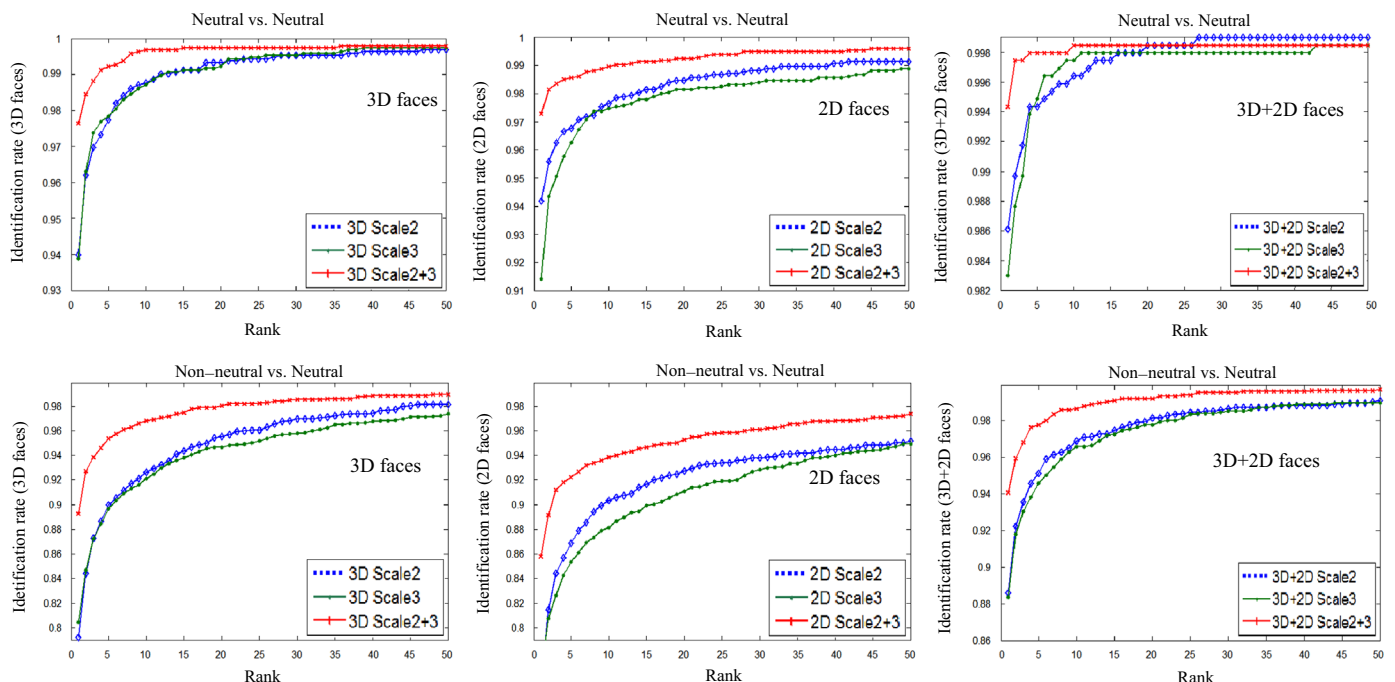 Neutral vs. Neutral
Identification rate (3D faces)
1
0.99
0.98
0.97
0.96
0.95
0.94
0.93
3D faces
3D Scale2
3D Scale3
3D Scale2+3
0 5 10 15 20 25 30 35 40 45 50
Rank
Neutral vs. Neutral
Identification rate (2D faces)
1
0.99
0.98
0.97
0.96
0.95
0.94
0.93
0.92
0.91
2D faces
2D Scale2
2D Scale3
2D Scale2+3
0 5 10 15 20 25 30 35 40 45 50
Rank
Neutral vs. Neutral
Identification rate (3D+2D faces)
0.998
0.996
0.994
0.992
0.99
0.988
0.986
0.984
0.982
3D+2D faces
3D+2D Scale2
3D+2D Scale3
3D+2D Scale2+3
0 5 10 15 20 25 30 35 40 45 50
Rank
Non–neutral vs. Neutral
Ietification rate (3D faces)
0.98
0.96
0.94
0.92
0.9
0.88
0.86
0.84
0.82
0.8
3D faces
3D Scale2
3D Scale3
3D Scale2+3
0 5 10 15 20 25 30 35 40 45 50
Rank
Non–neutral vs. Neutral
Identification rate (2D faces)
0.98
0.96
0.94
0.92
0.9
0.88
0.86
0.84
0.82
0.8
2D faces
2D Scale2
2D Scale3
2D Scale2+3
0 5 10 15 20 25 30 35 40 45 50
Rank
Non–neutral vs. Neutral
Identification rate (3D+2D faces)
0.98
0.96
0.94
0.92
0.9
0.88
0.86
3D+2D faces
3D+2D Scale2
3D+2D Scale3
3D+2D Scale2+3
0 5 10 15 20 25 30 35 40 45 50
Rank